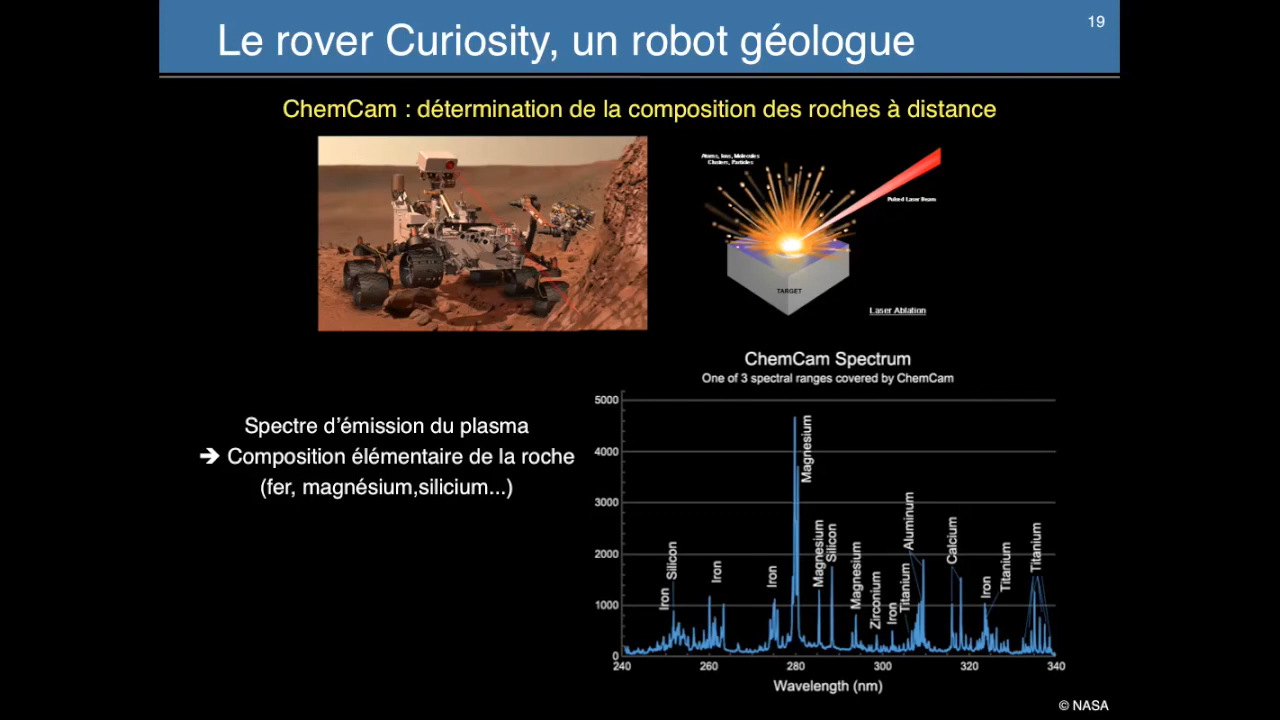 Le rover Curiosity, un robot géologue
19
ChemCam : détermination de la composition des roches à distance
Atoms, Ions, Molecules
Clusters, Particles
Pulsed Laser Beam
TARGET
Laser Ablation
Spectre d'émission du plasma
➔ Composition élémentaire de la roche
(fer, magnésium,silicium...)
ChemCam Spectrum
One of 3 spectral ranges covered by ChemCam
5000
4000
3000
2000
1000
0
Iron
Silicon
Iron
Iron
Magnesium
Magnesium
Silicon
Magnesium
Zirconium
Iron
Titanium
Aluminum
Calcium
Iron
Titanium
Titanium
240
260
280
300
320
340
Wavelength (nm)
© NASA